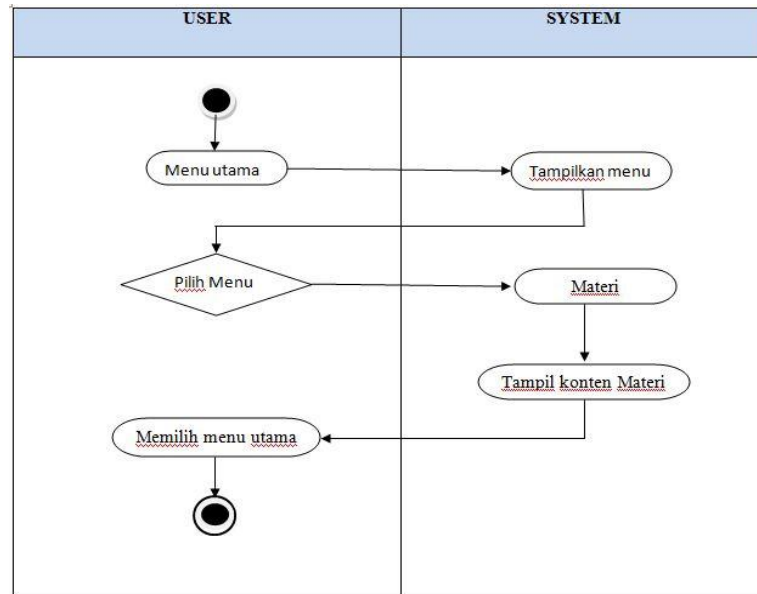 USER
SYSTEM
Menu utama
Tampilkan menu
Pilih Menu
Materi
Tampil konten Materi
Memilih menu utama